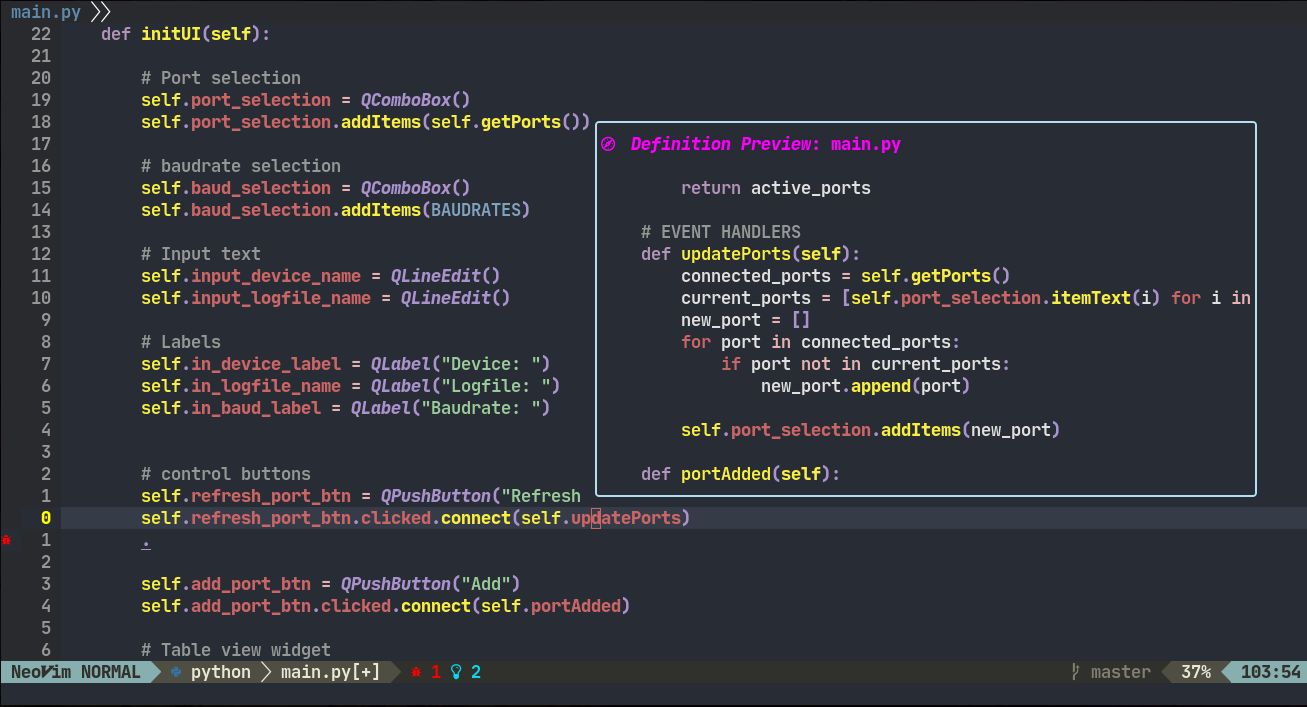 main.py
22 def initUI(self):
21
20 # Port selection
19 self.port_selection = QComboBox()
18 self.port_selection.addItems(self.getPorts())
17
16 # baudrate selection
15 self.baud_selection = QComboBox()
14 self.baud_selection.addItems(BAUDRATES)
13
12 # Input text
11 self.input_device_name = QLineEdit()
10 self.input_logfile_name = QLineEdit()
9
8 # Labels
7 self.in_device_label = QLabel("Device: ")
6 self.in_logfile_name = QLabel("Logfile: ")
5 self.in_baud_label = QLabel("Baudrate: ")
4
3
2 # control buttons
1 self.refresh_port_btn = QPushButton("Refresh
0 self.refresh_port_btn.clicked.connect(self.updatePorts)
1 .
2
3 self.add_port_btn = QPushButton("Add")
4 self.add_port_btn.clicked.connect(self.portAdded)
5
6 # Table view widget
Definition Preview: main.py
return active_ports
# EVENT HANDLERS
def updatePorts(self):
connected_ports = self.getPorts()
current_ports = [self.port_selection.itemText(i) for i in
new_port = []
for port in connected_ports:
if port not in current_ports:
new_port.append(port)
self.port_selection.addItems(new_port)
def portAdded(self):
NeoVim NORMAL python main.py[+] 1 2 master 37% 103:54